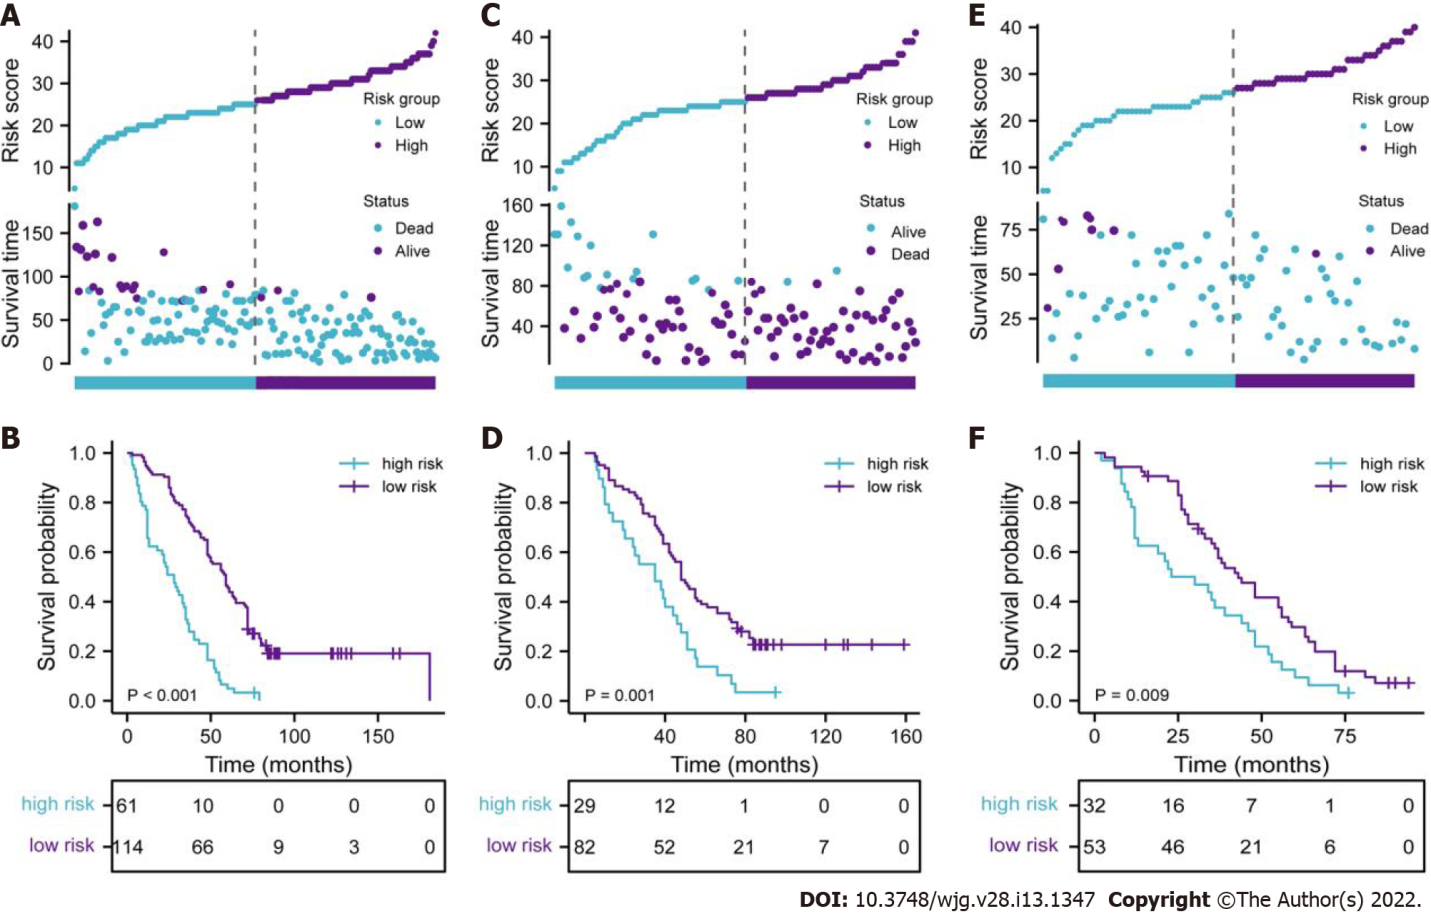 A
40
30
20
10
Risk score
Risk group
Low
High
Status
Dead
Alive
150
100
50
0
Survival time
C
40
30
20
10
Risk score
Risk group
Low
High
160
120
80
40
Survival time
Status
Alive
Dead
E
40
30
20
10
Risk score
Risk group
Low
High
Status
Dead
Alive
75
50
25
Survival time
B
1.0
0.8
0.6
0.4
0.2
0.0
Survival probability
high risk
low risk
P < 0.001
0 50 100 150
Time (months)
high risk 61 10 0 0 0
low risk 114 66 9 3 0
D
1.0
0.8
0.6
0.4
0.2
0.0
Survival probability
high risk
low risk
P = 0.001
40 80 120 160
Time (months)
high risk 29 12 1 0 0
low risk 82 52 21 7 0
F
1.0
0.8
0.6
0.4
0.2
0.0
Survival probability
high risk
low risk
P = 0.009
0 25 50 75
Time (months)
high risk 32 16 7 1 0
low risk 53 46 21 6 0
DOI: 10.3748/wjg.v28.i13.1347 Copyright ©The Author(s) 2022.